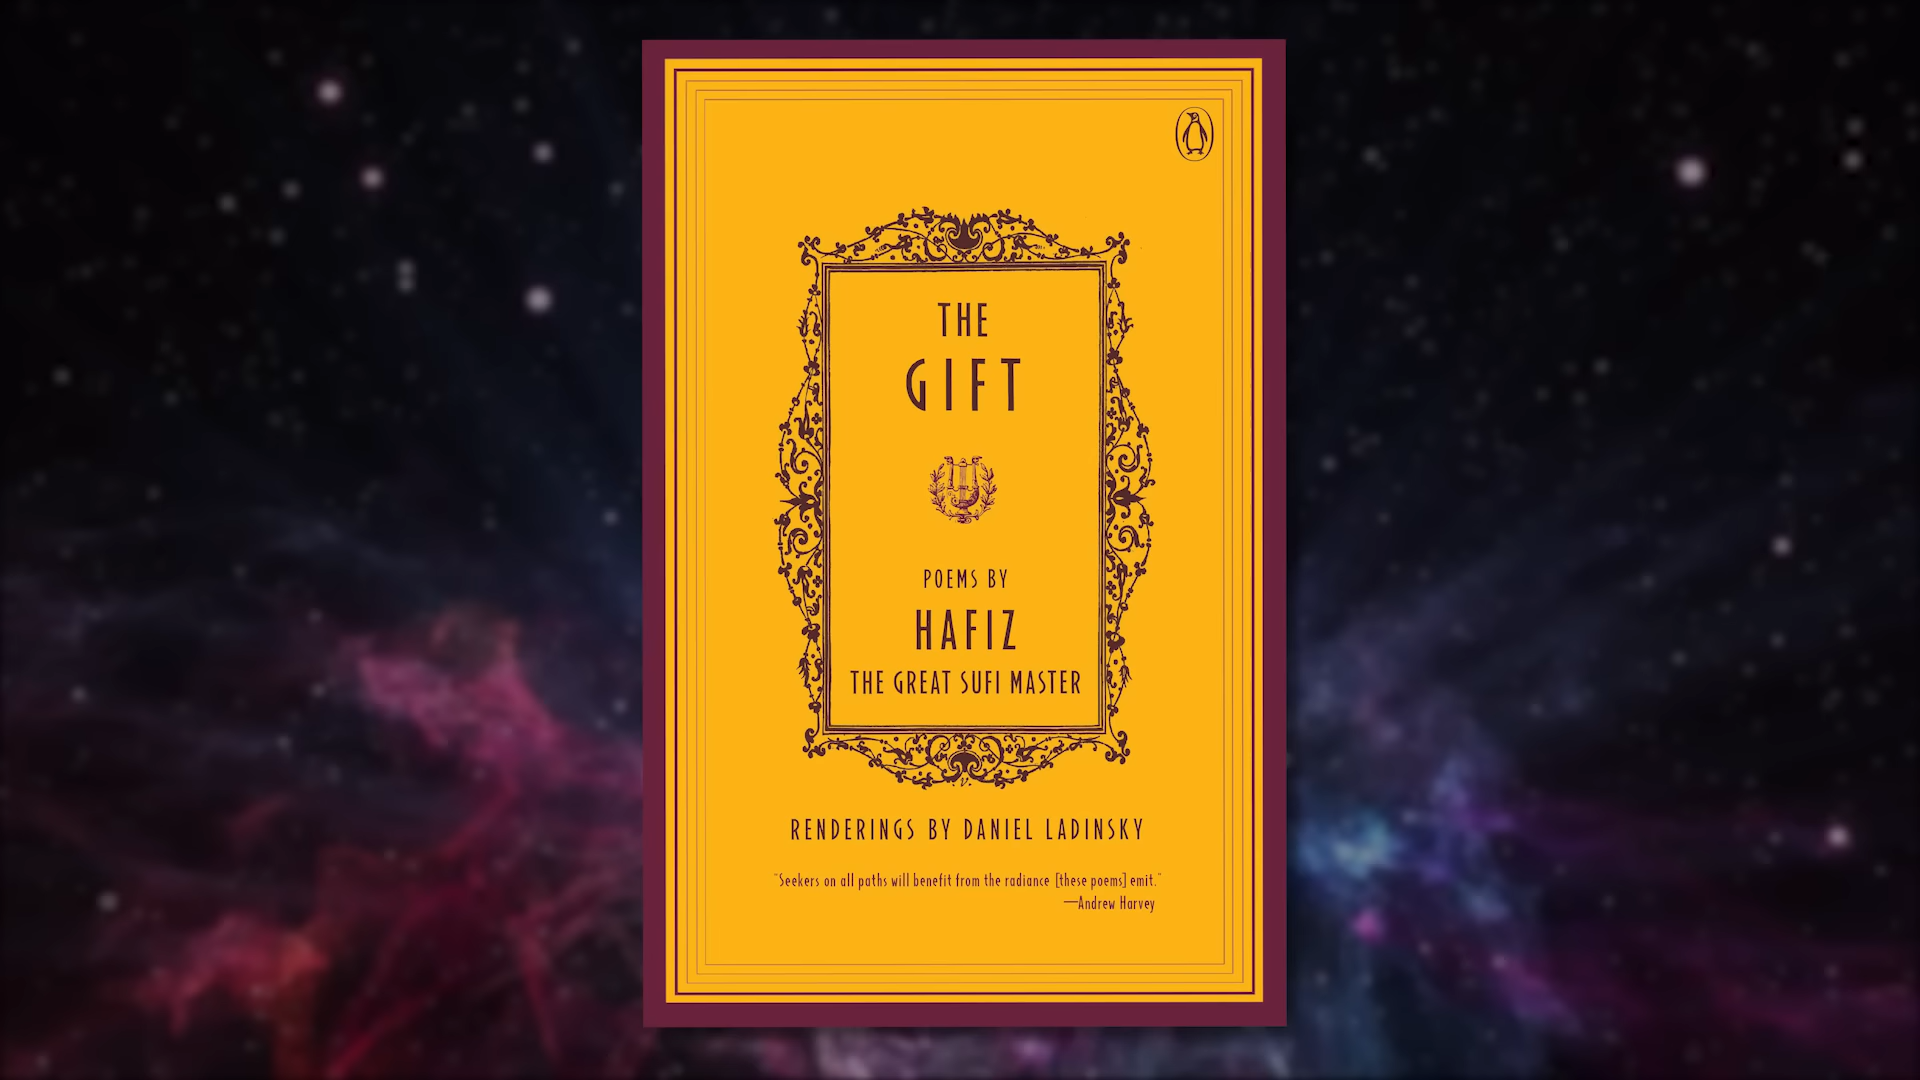 THE
GIFT
POEMS BY
HAFIZ
THE GREAT SUFI MASTER
RENDERINGS BY DANIEL LADINSKY
"Seekers on all paths will benefit from the radiance [these poems] emit."
—Andrew Harvey